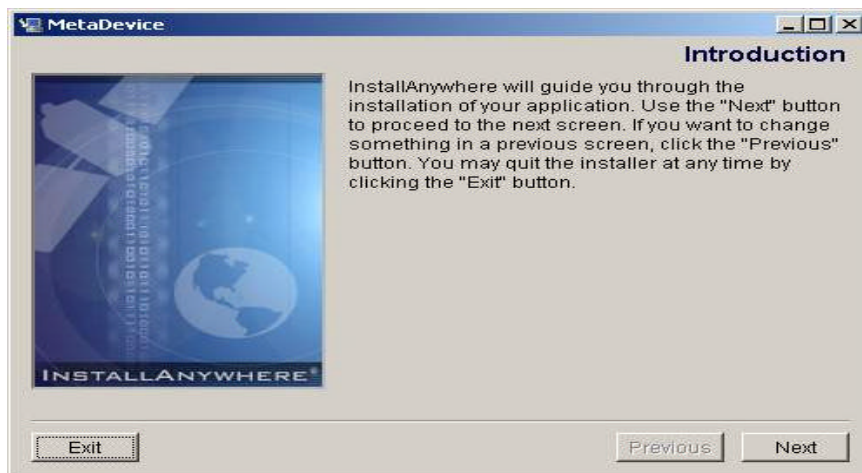 MetaDevice
Introduction
InstallAnywhere will guide you through the
installation of your application. Use the "Next" button
to proceed to the next screen. If you want to change
something in a previous screen, click the "Previous"
button. You may quit the installer at any time by
clicking the "Exit" button.
INSTALLANYWHERE®
Exit
Previous
Next